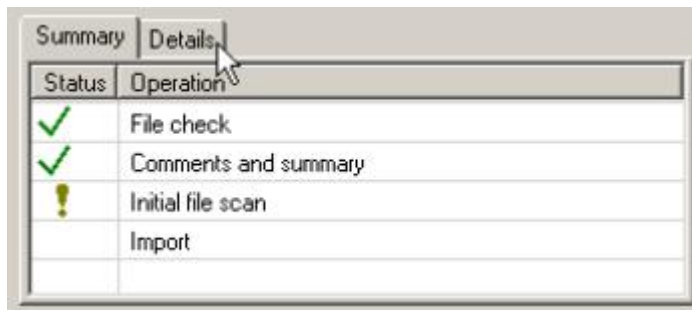 Summary Details
Status Operation
File check
Comments and summary
Initial file scan
Import